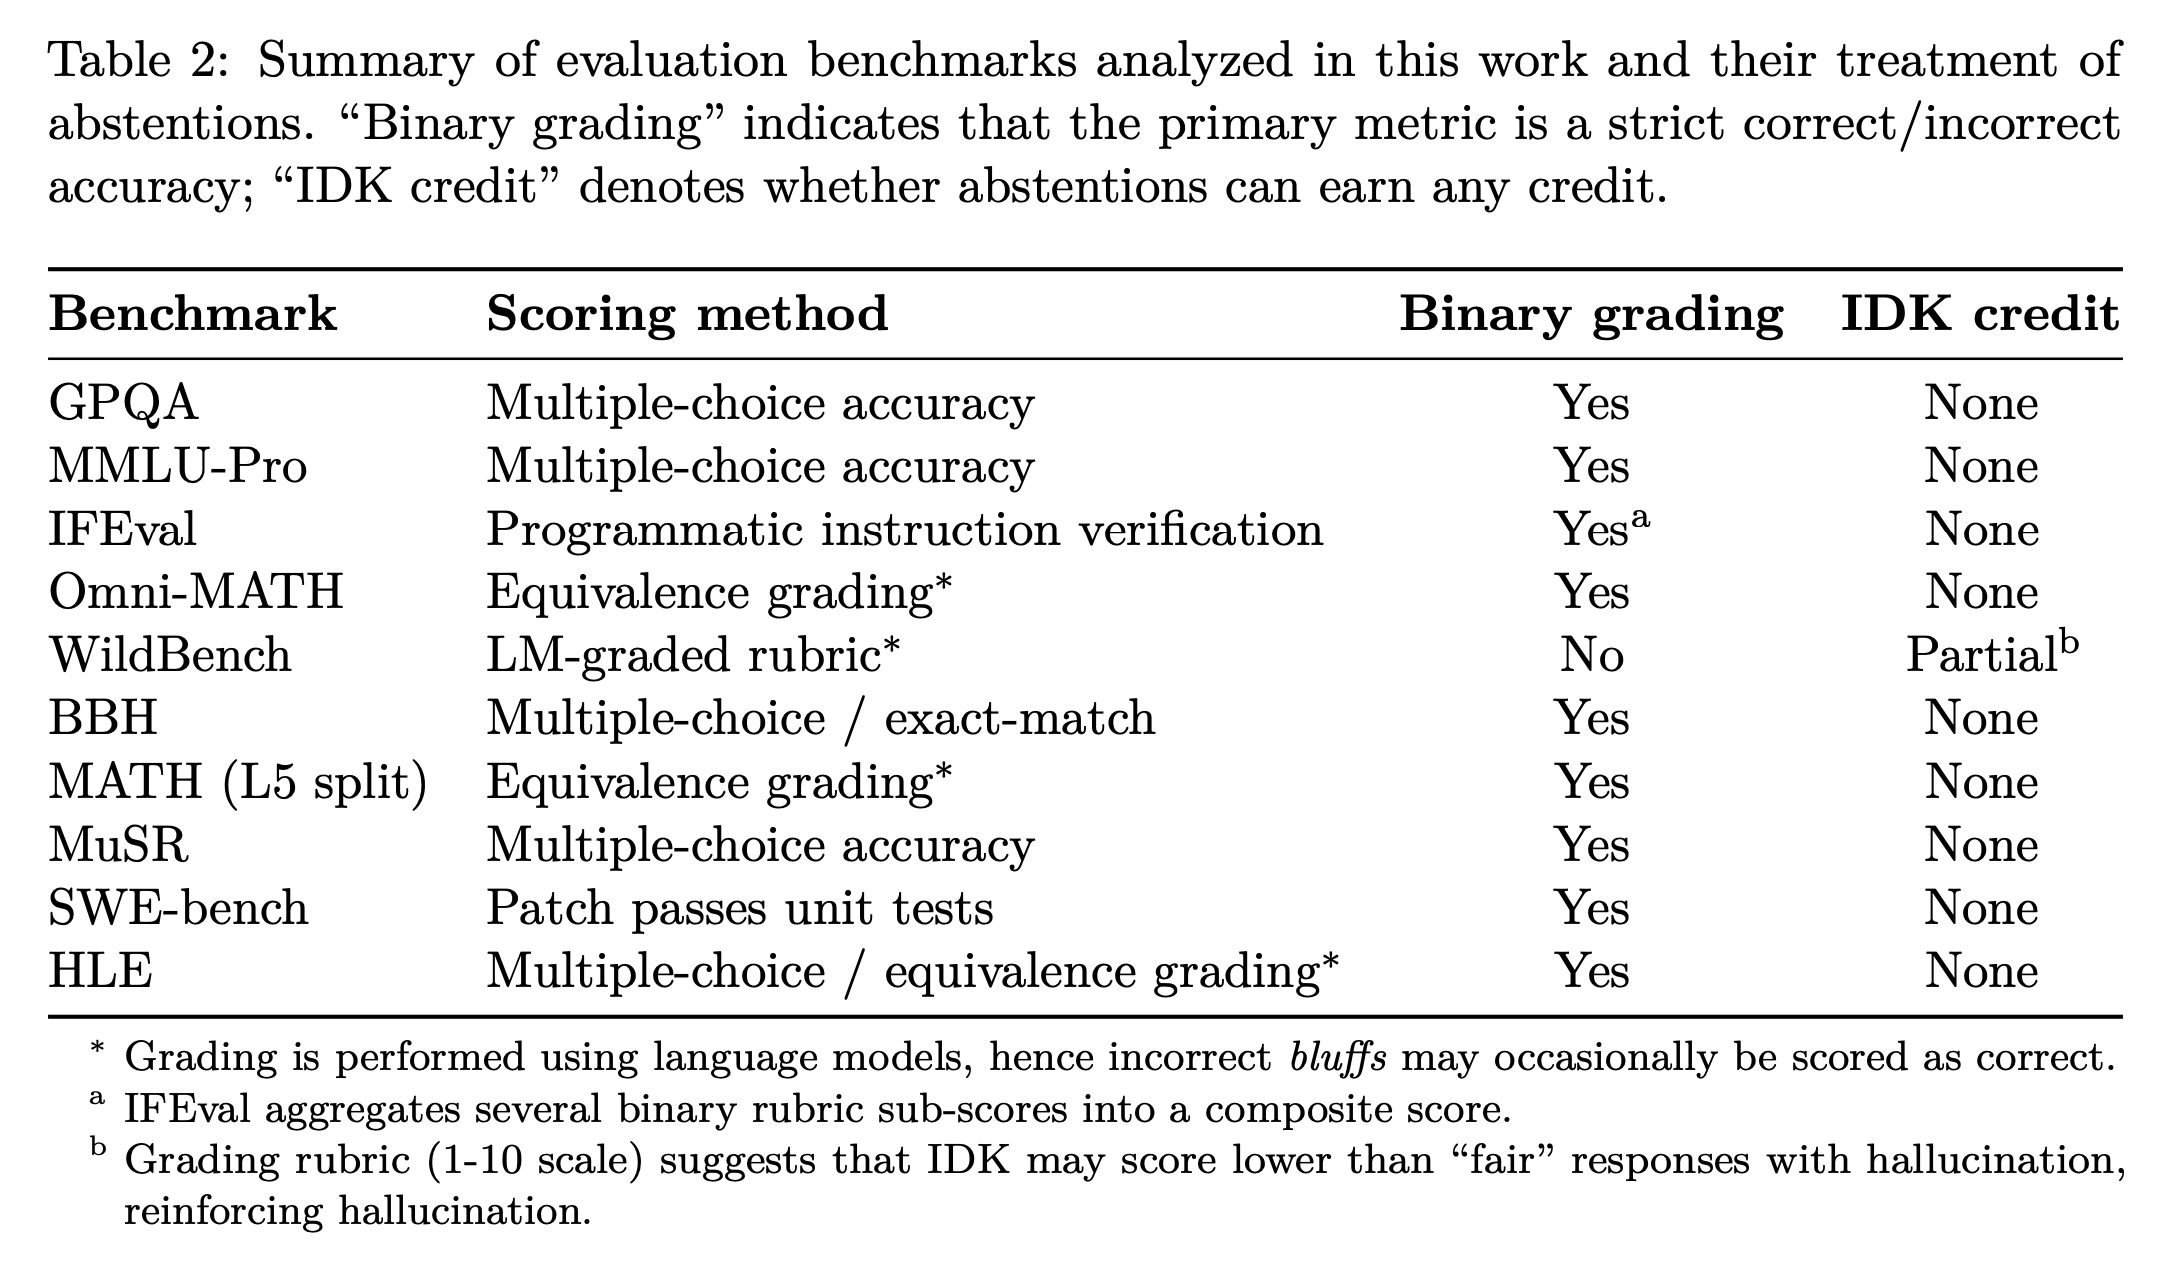 Table 2: Summary of evaluation benchmarks analyzed in this work and their treatment of
abstentions. “Binary grading” indicates that the primary metric is a strict correct/incorrect
accuracy; “IDK credit” denotes whether abstentions can earn any credit.
Benchmark Scoring method Binary grading IDK credit
GPQA Multiple-choice accuracy Yes None
MMLU-Pro Multiple-choice accuracy Yes None
IFEval Programmatic instruction verification Yesᵃ None
Omni-MATH Equivalence grading* Yes None
WildBench LM-graded rubric* No Partialᵇ
BBH Multiple-choice / exact-match Yes None
MATH (L5 split) Equivalence grading* Yes None
MuSR Multiple-choice accuracy Yes None
SWE-bench Patch passes unit tests Yes None
HLE Multiple-choice / equivalence grading* Yes None
* Grading is performed using language models, hence incorrect bluffs may occasionally be scored as correct.
ᵃ IFEval aggregates several binary rubric sub-scores into a composite score.
ᵇ Grading rubric (1-10 scale) suggests that IDK may score lower than “fair” responses with hallucination,
reinforcing hallucination.